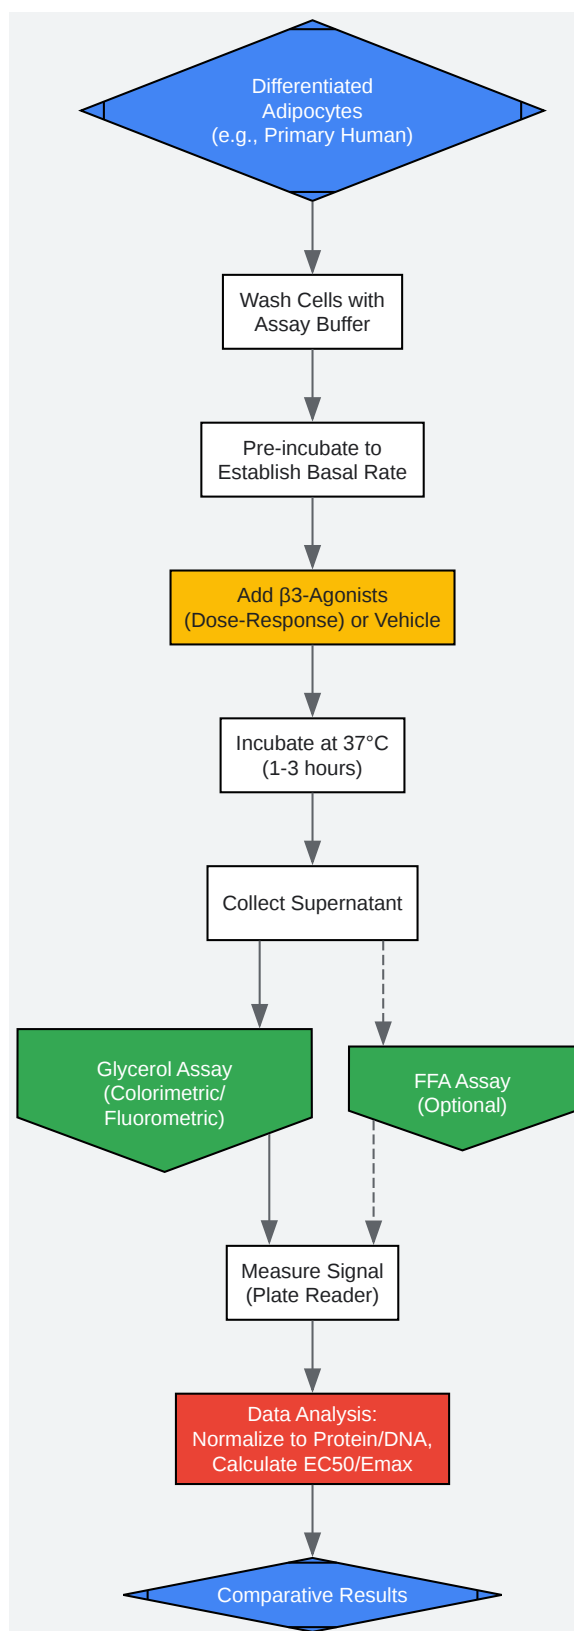 Differentiated
Adipocytes
(e.g., Primary Human)
Wash Cells with
Assay Buffer
Pre-incubate to
Establish Basal Rate
Add β3-Agonists
(Dose-Response) or Vehicle
Incubate at 37°C
(1-3 hours)
Collect Supernatant
Glycerol Assay
(Colorimetric/
Fluorometric)
FFA Assay
(Optional)
Measure Signal
(Plate Reader)
Data Analysis:
Normalize to Protein/DNA,
Calculate EC50/Emax
Comparative Results